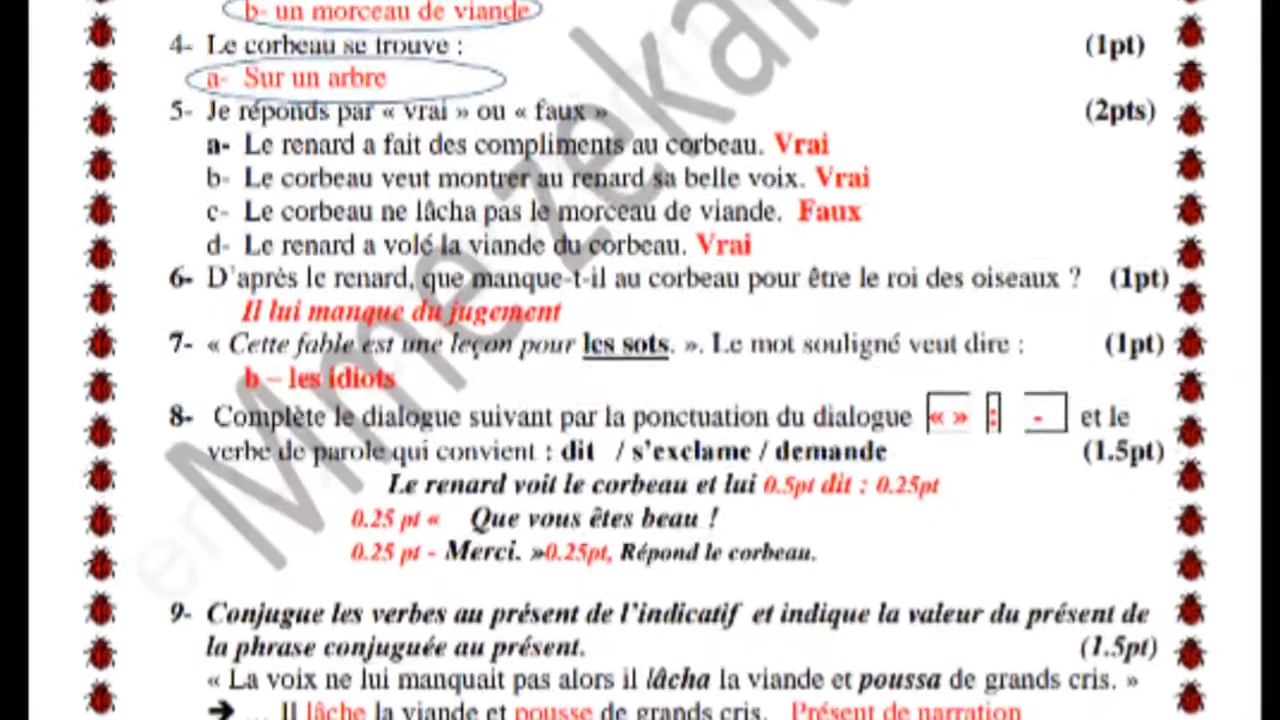 b- un morceau de viande
4- Le corbeau se trouve : (1pt)
a- Sur un arbre
5- Je réponds par « vrai » ou « faux » (2pts)
a- Le renard a fait des compliments au corbeau. Vrai
b- Le corbeau veut montrer au renard sa belle voix. Vrai
c- Le corbeau ne lâcha pas le morceau de viande. Faux
d- Le renard a volé la viande du corbeau. Vrai
6- D'après le renard, que manque-t-il au corbeau pour être le roi des oiseaux ? (1pt)
Il lui manque du jugement
7- « Cette fable est une leçon pour les sots. ». Le mot souligné veut dire : (1pt)
b – les idiots
8- Complète le dialogue suivant par la ponctuation du dialogue « » : - et le
verbe de parole qui convient : dit / s'exclame / demande (1.5pt)
Le renard voit le corbeau et lui 0.5pt dit : 0.25pt
0.25 pt « Que vous êtes beau !
0.25 pt - Merci. »0.25pt, Répond le corbeau.
9- Conjugue les verbes au présent de l'indicatif et indique la valeur du présent de
la phrase conjuguée au présent. (1.5pt)
« La voix ne lui manquait pas alors il lâcha la viande et poussa de grands cris. »
➔ ... Il lâche la viande et pousse de grands cris. Présent de narration
Mme zeka